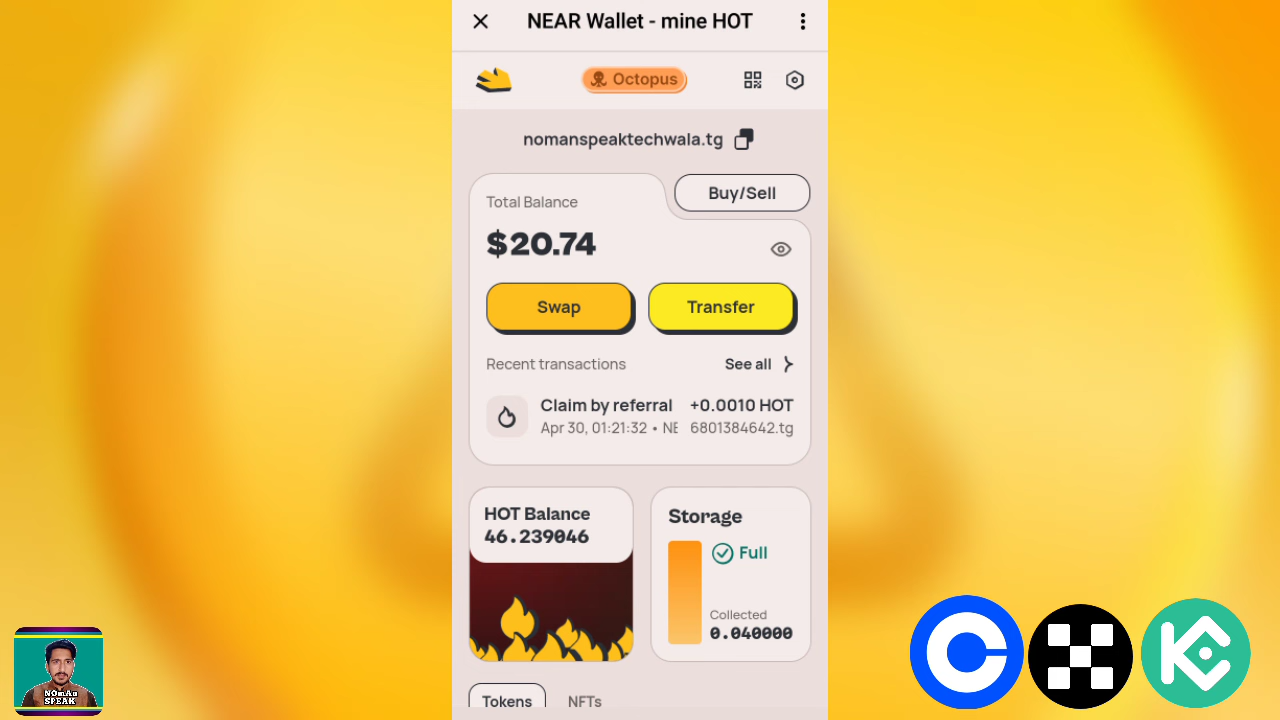 NEAR Wallet - mine HOT
Octopus
nomanspeaktechwala.tg
Total Balance
Buy/Sell
$20.74
Swap
Transfer
Recent transactions
See all
Claim by referral
+0.0010 HOT
Apr 30, 01:21:32 • NE
6801384642.tg
HOT Balance
46.239046
Storage
Full
Collected
0.040000
Tokens
NFTs
NOmAn
SPEAK